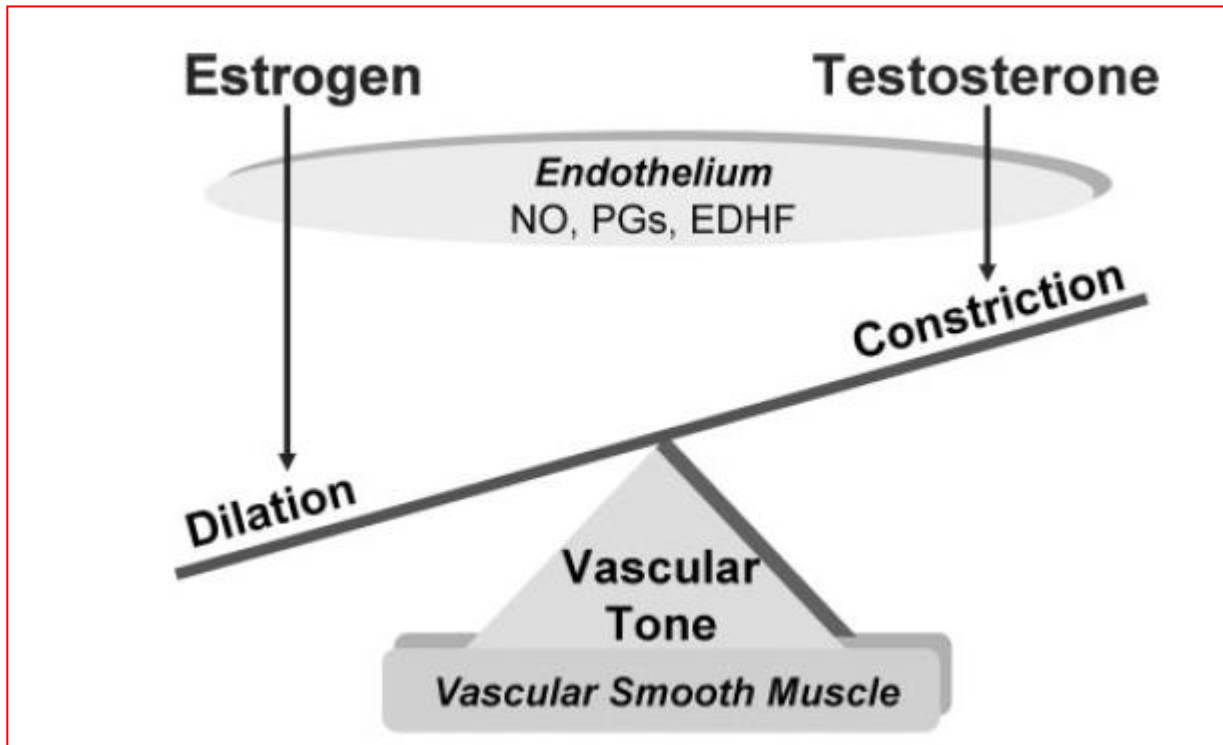 Estrogen
Testosterone
Endothelium
NO, PGs, EDHF
Constriction
Dilation
Vascular
Tone
Vascular Smooth Muscle